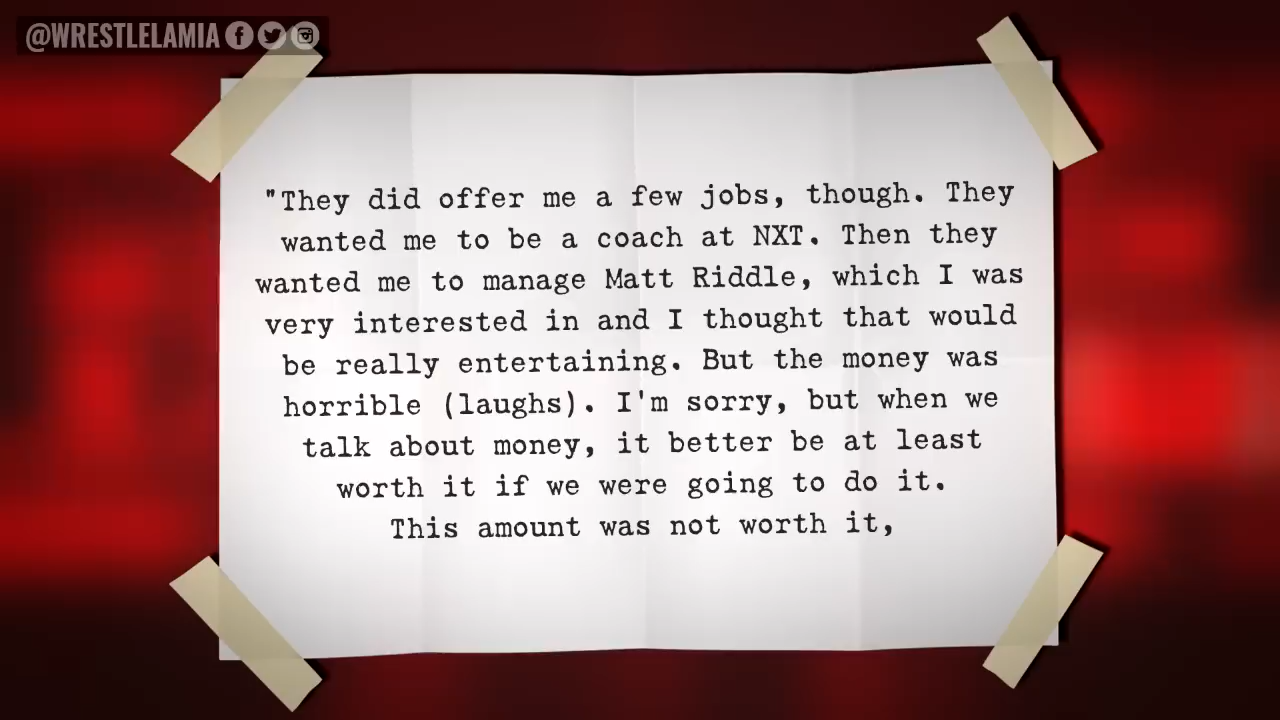 @WRESTLELAMIA
"They did offer me a few jobs, though. They
wanted me to be a coach at NXT. Then they
wanted me to manage Matt Riddle, which I was
very interested in and I thought that would
be really entertaining. But the money was
horrible (laughs). I'm sorry, but when we
talk about money, it better be at least
worth it if we were going to do it.
This amount was not worth it,